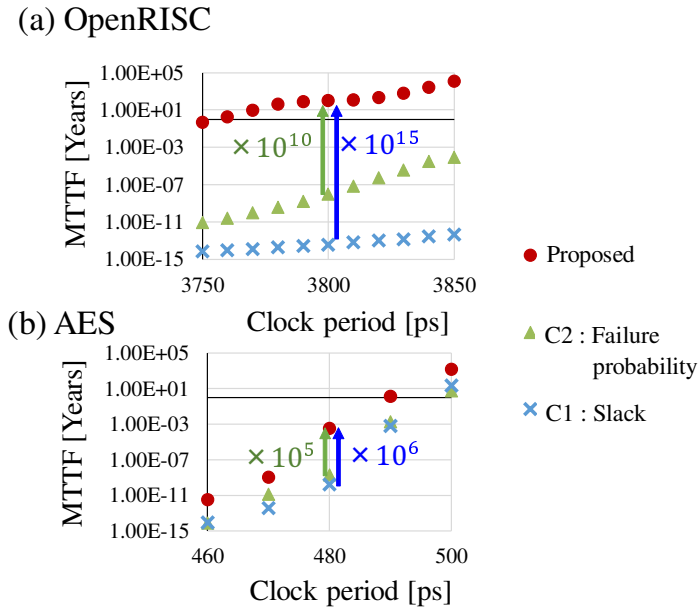 (a) OpenRISC
MTTF [Years]
1.00E+05
1.00E+01
1.00E-03
1.00E-07
1.00E-11
1.00E-15
× 10^10
× 10^15
3750
3800
3850
Clock period [ps]
Proposed
C2 : Failure
probability
C1 : Slack
(b) AES
MTTF [Years]
1.00E+05
1.00E+01
1.00E-03
1.00E-07
1.00E-11
1.00E-15
× 10^5
× 10^6
460
480
500
Clock period [ps]